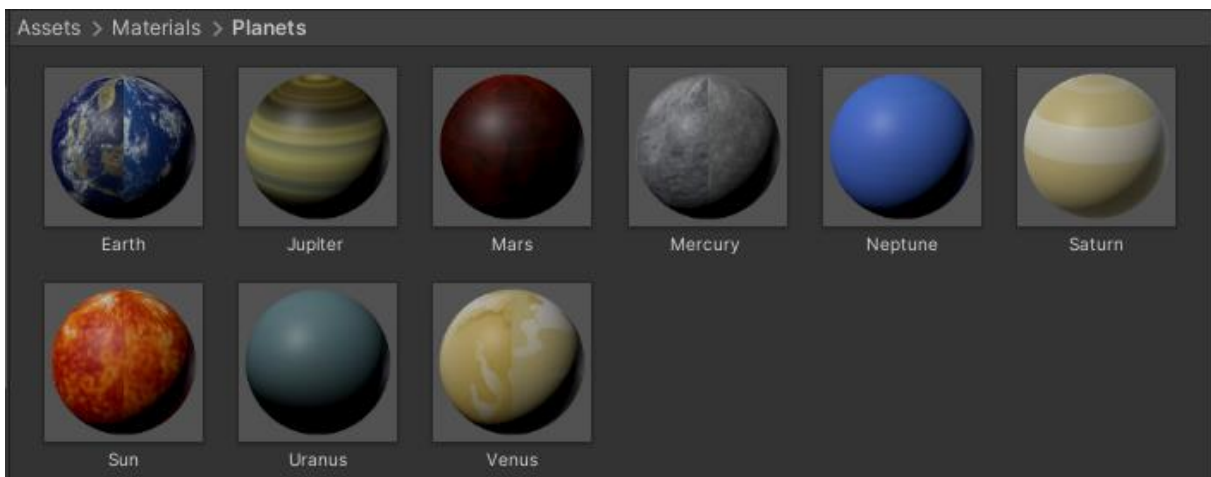 Assets > Materials > Planets
Earth Jupiter Mars Mercury Neptune Saturn
Sun Uranus Venus